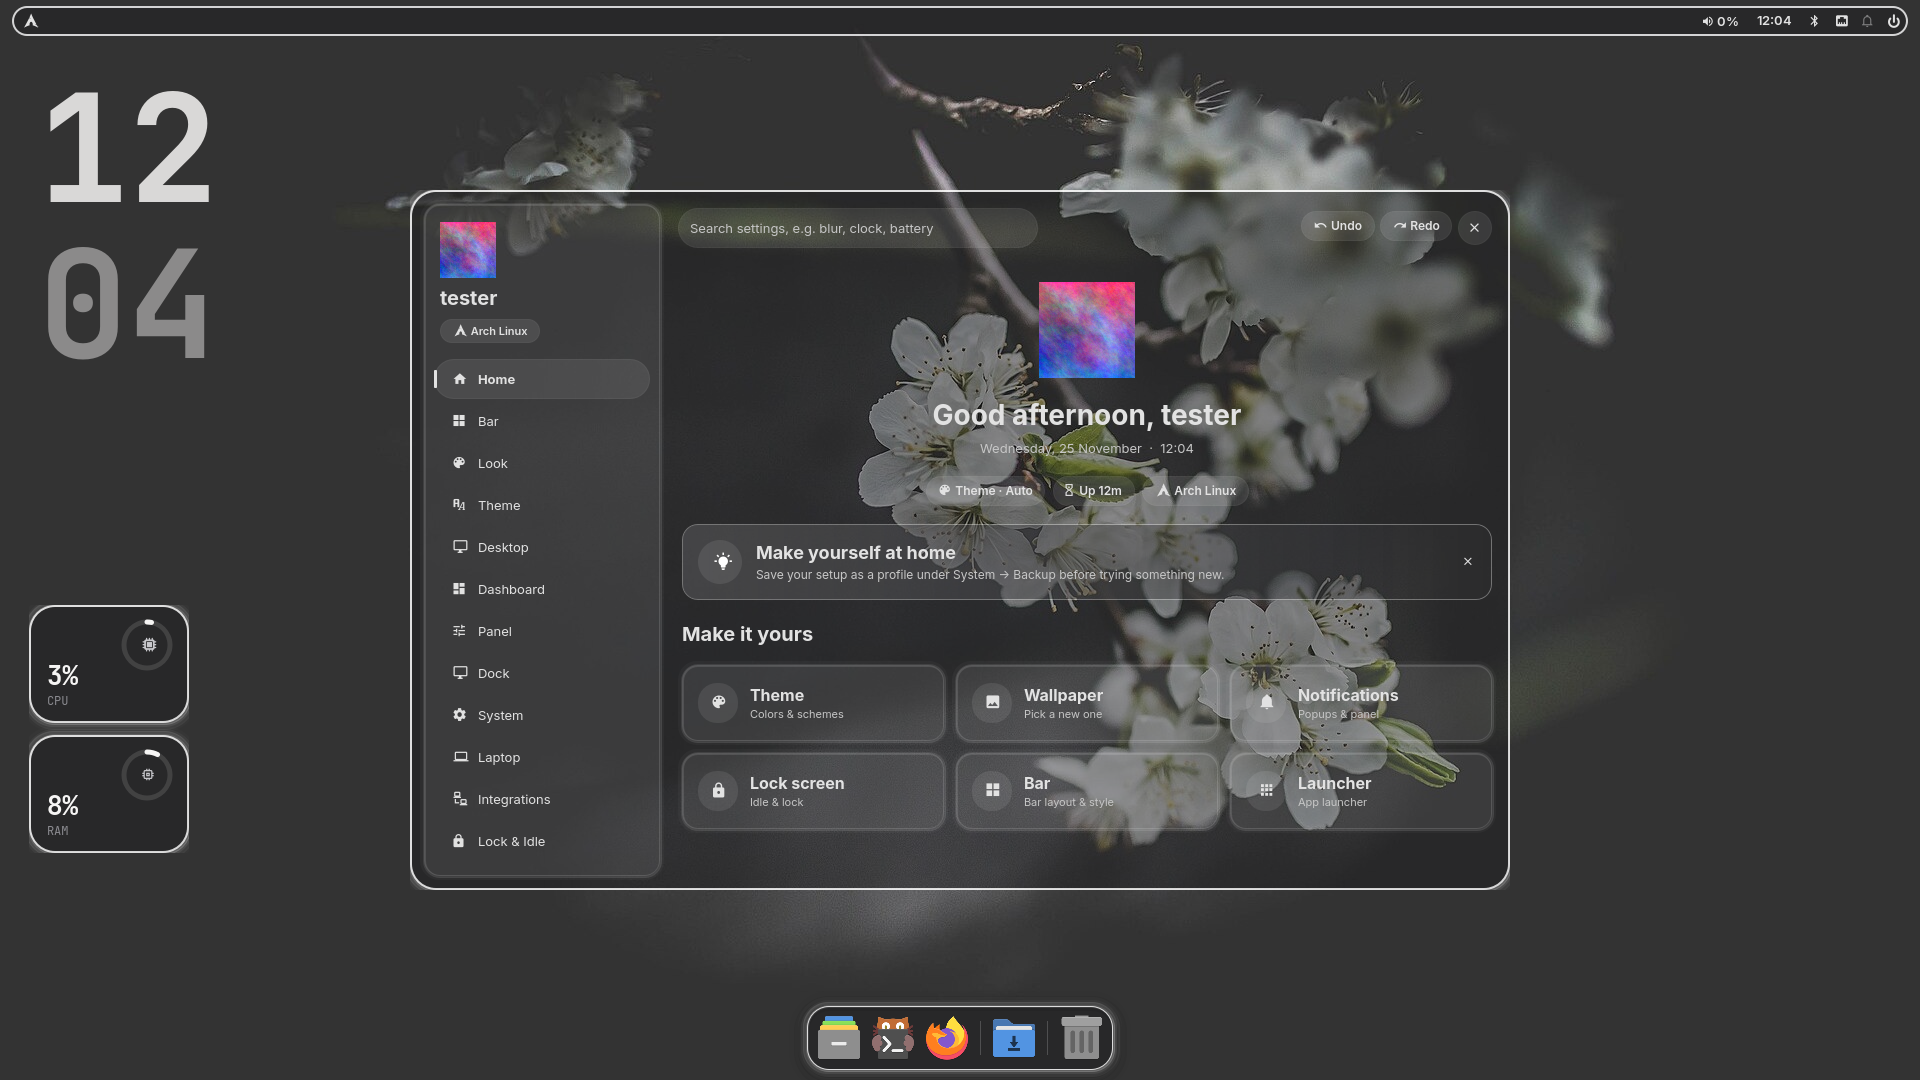 0%
12:04
12
04
3%
CPU
8%
RAM
tester
Arch Linux
Home
Bar
Look
Theme
Desktop
Dashboard
Panel
Dock
System
Laptop
Integrations
Lock & Idle
Search settings, e.g. blur, clock, battery
Undo
Redo
Good afternoon, tester
Wednesday, 25 November · 12:04
Theme · Auto
Up 12m
Arch Linux
Make yourself at home
Save your setup as a profile under System → Backup before trying something new.
Make it yours
Theme
Colors & schemes
Wallpaper
Pick a new one
Notifications
Popups & panel
Lock screen
Idle & lock
Bar
Bar layout & style
Launcher
App launcher